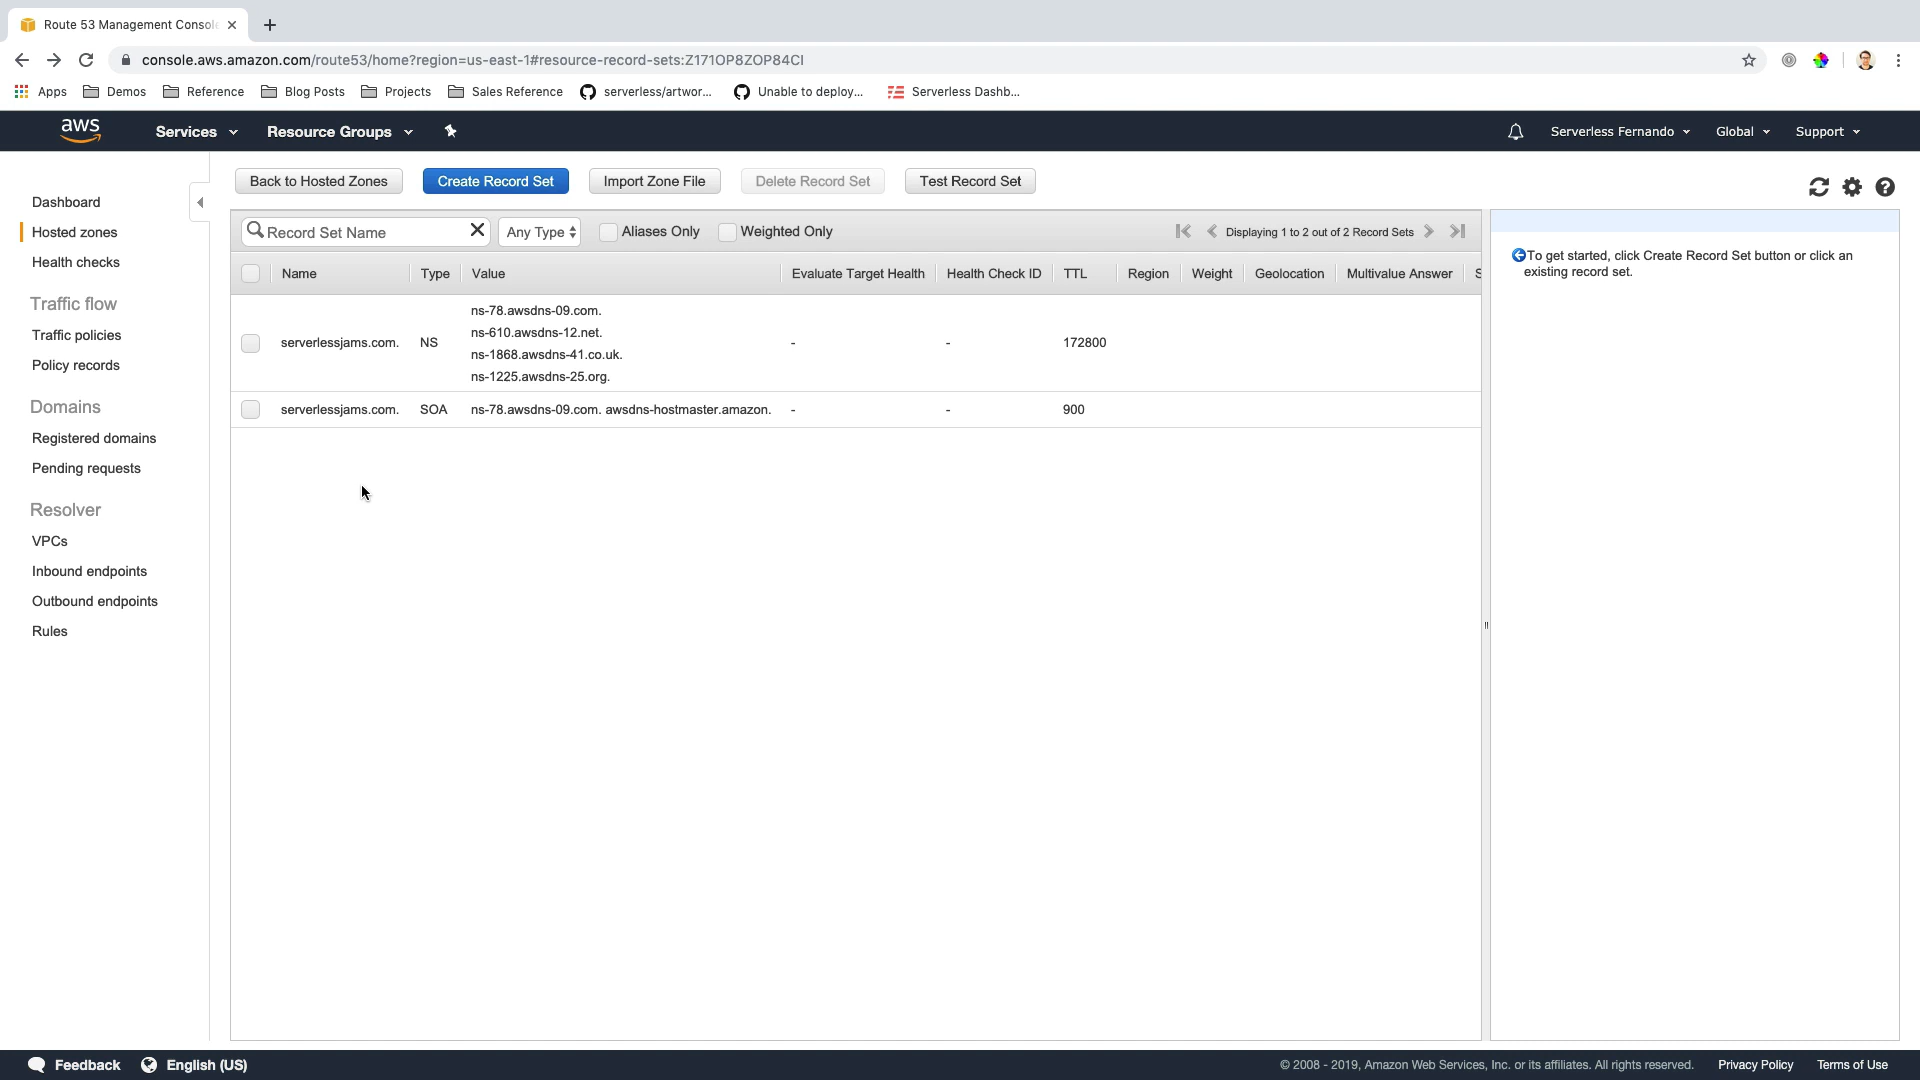 Route 53 Management Console
console.aws.amazon.com/route53/home?region=us-east-1#resource-record-sets:Z171OP8ZOP84CI
Apps Demos Reference Blog Posts Projects Sales Reference serverless/artwor... Unable to deploy... Serverless Dashb...
aws Services Resource Groups Serverless Fernando Global Support
Back to Hosted Zones Create Record Set Import Zone File Delete Record Set Test Record Set
Dashboard
Hosted zones
Health checks
Traffic flow
Traffic policies
Policy records
Domains
Registered domains
Pending requests
Resolver
VPCs
Inbound endpoints
Outbound endpoints
Rules
Record Set Name Any Type Aliases Only Weighted Only Displaying 1 to 2 out of 2 Record Sets
Name Type Value Evaluate Target Health Health Check ID TTL Region Weight Geolocation Multivalue Answer S
ns-78.awsdns-09.com.
ns-610.awsdns-12.net.
serverlessjams.com. NS - - 172800
ns-1868.awsdns-41.co.uk.
ns-1225.awsdns-25.org.
serverlessjams.com. SOA ns-78.awsdns-09.com. awsdns-hostmaster.amazon. - - 900
To get started, click Create Record Set button or click an
existing record set.
Feedback English (US) © 2008 - 2019, Amazon Web Services, Inc. or its affiliates. All rights reserved. Privacy Policy Terms of Use